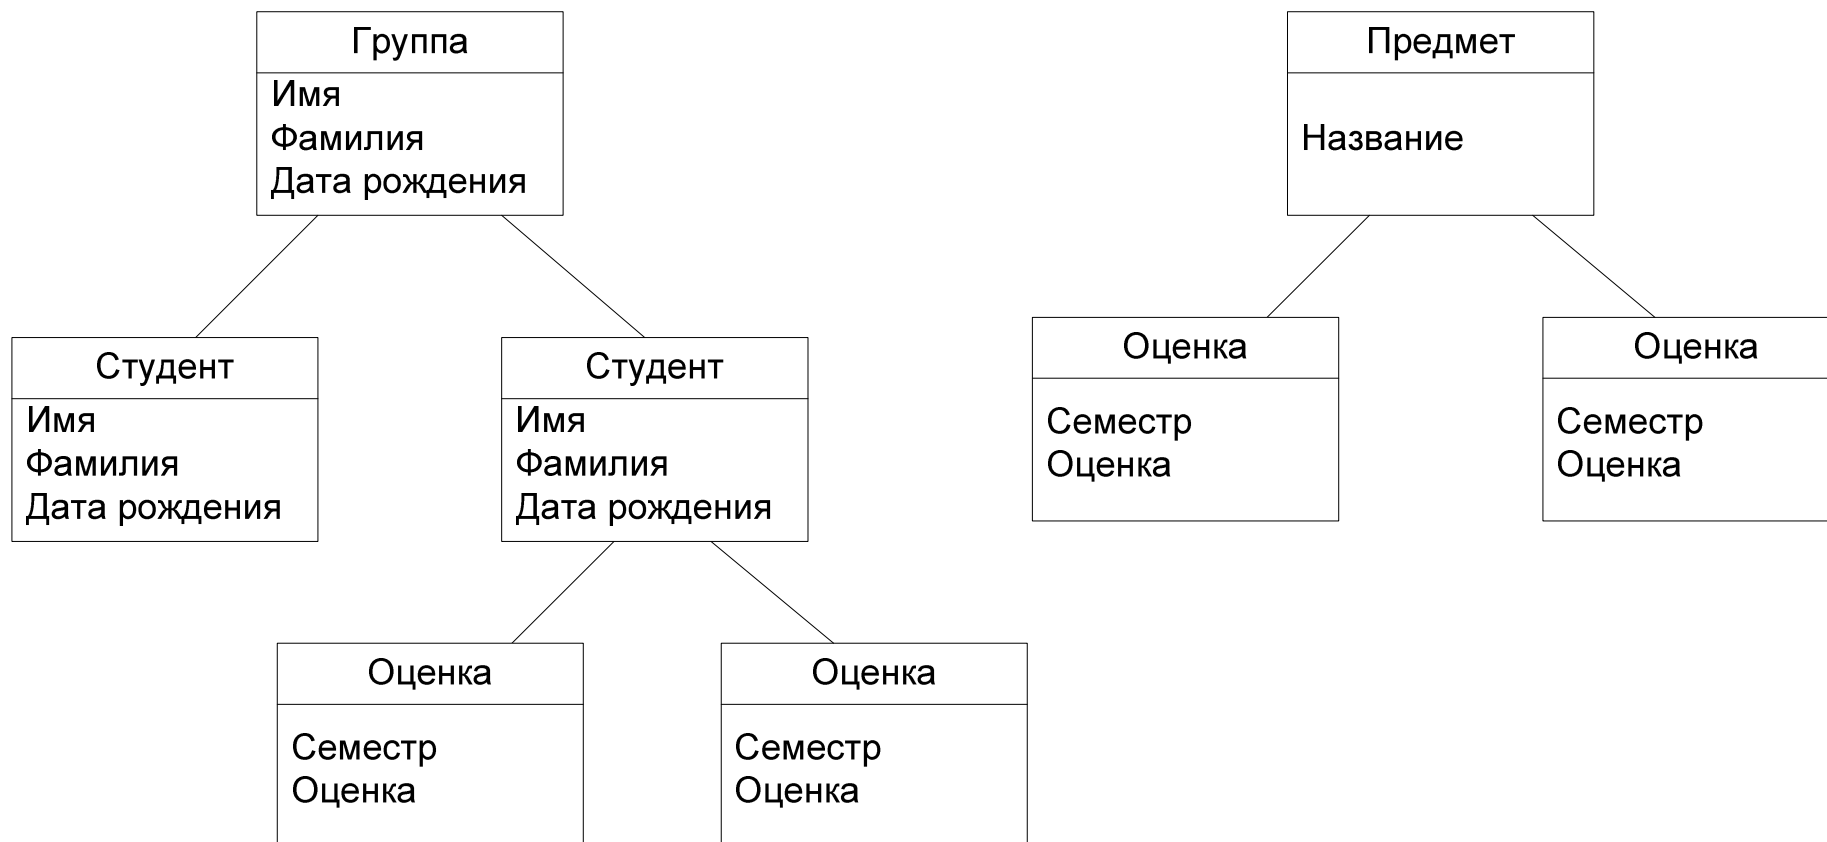 Группа
Имя
Фамилия
Дата рождения
Предмет
Название
Студент
Имя
Фамилия
Дата рождения
Студент
Имя
Фамилия
Дата рождения
Оценка
Семестр
Оценка
Оценка
Семестр
Оценка
Оценка
Семестр
Оценка
Оценка
Семестр
Оценка